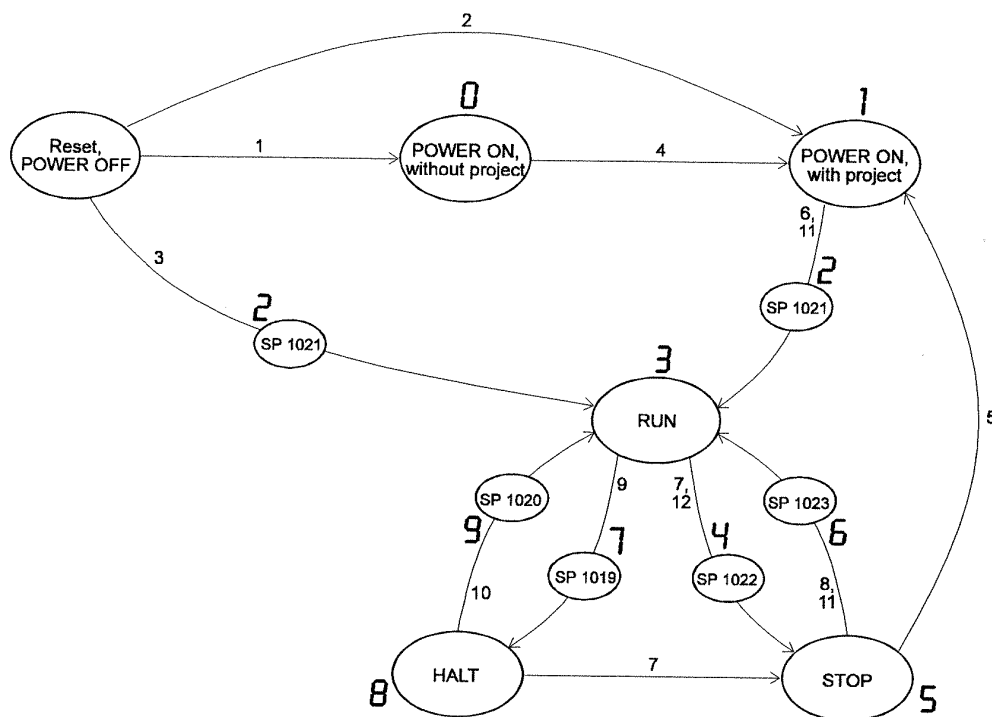 2
0
1
Reset,
POWER OFF
1
POWER ON,
without project
4
POWER ON,
with project
6,
11
3
2
SP 1021
2
SP 1021
3
RUN
5
9
7,
12
SP 1020
SP 1023
9
7
4
6
SP 1019
SP 1022
10
8,
11
HALT
7
STOP
8
5